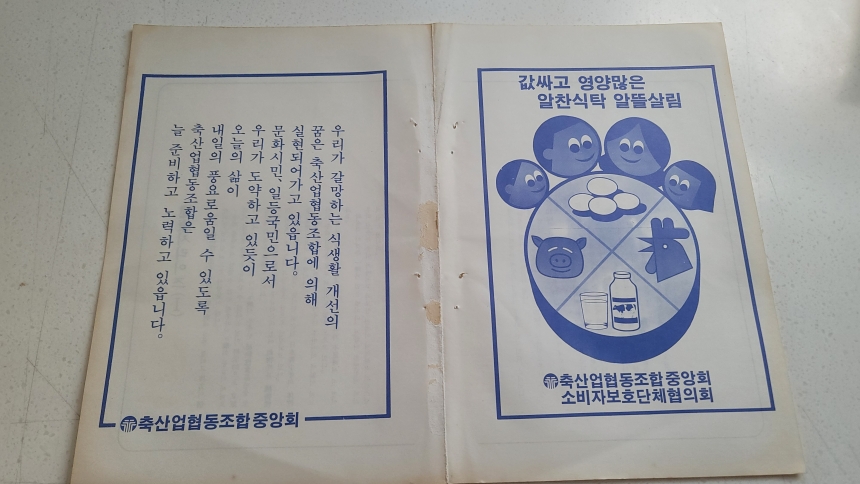 우리가 갈망하는 식생활 개선의
꿈은 축산업협동조합에 의해
실현되어가고 있읍니다.
문화시민, 일등국민으로서
우리가 도약하고 있듯이
오늘의 삶이
내일의 풍요로움일 수 있도록
축산업협동조합은
늘 준비하고 노력하고 있읍니다.
축산업협동조합중앙회
값싸고 영양많은
알찬식탁 알뜰살림
축산업협동조합중앙회
소비자보호단체협의회